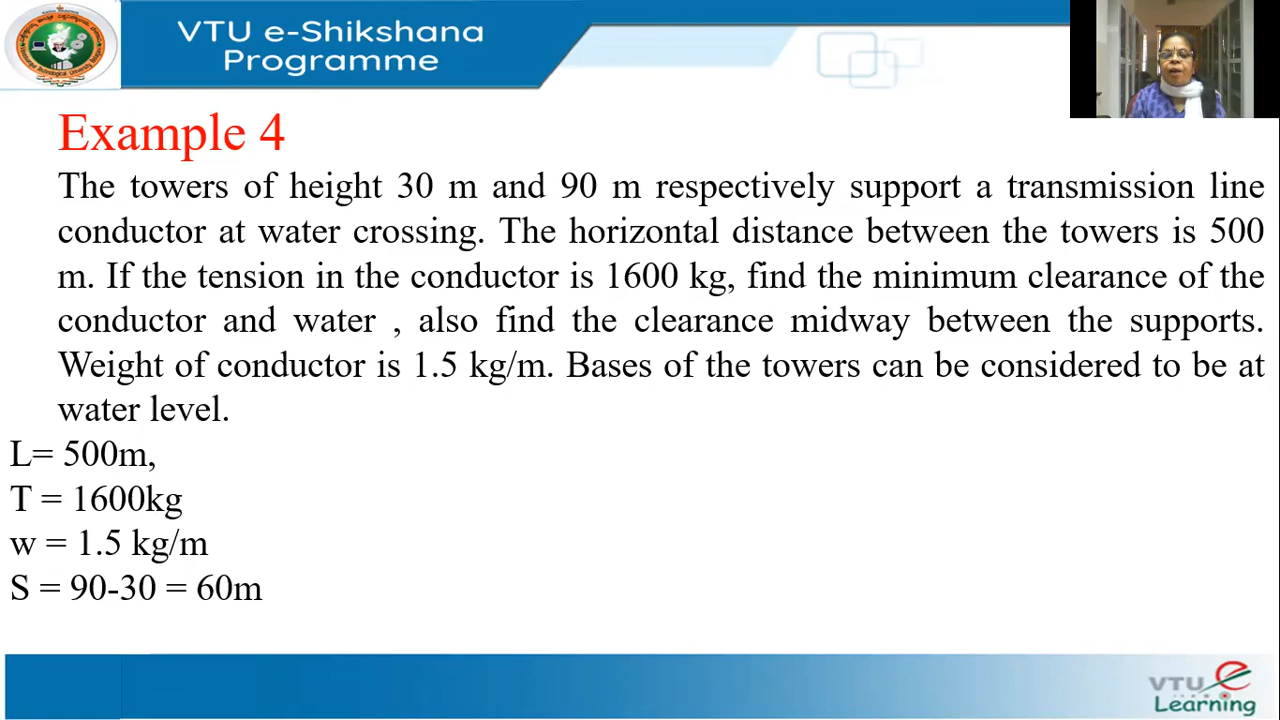 VTU e-Shikshana
Programme
Example 4
The towers of height 30 m and 90 m respectively support a transmission line
conductor at water crossing. The horizontal distance between the towers is 500
m. If the tension in the conductor is 1600 kg, find the minimum clearance of the
conductor and water , also find the clearance midway between the supports.
Weight of conductor is 1.5 kg/m. Bases of the towers can be considered to be at
water level.
L= 500m,
T = 1600kg
w = 1.5 kg/m
S = 90-30 = 60m
VTU e
Learning